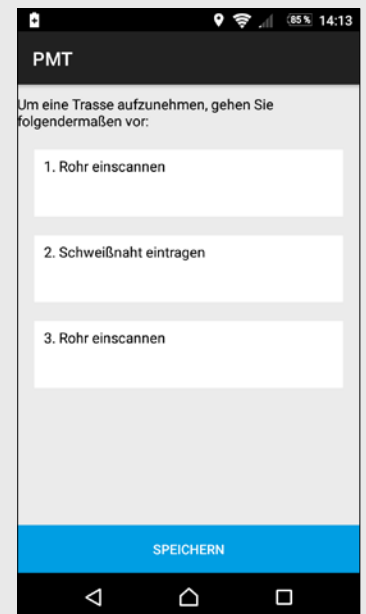 85% 14:13
PMT
Um eine Trasse aufzunehmen, gehen Sie
folgendermaßen vor:
1. Rohr einscannen
2. Schweißnaht eintragen
3. Rohr einscannen
SPEICHERN